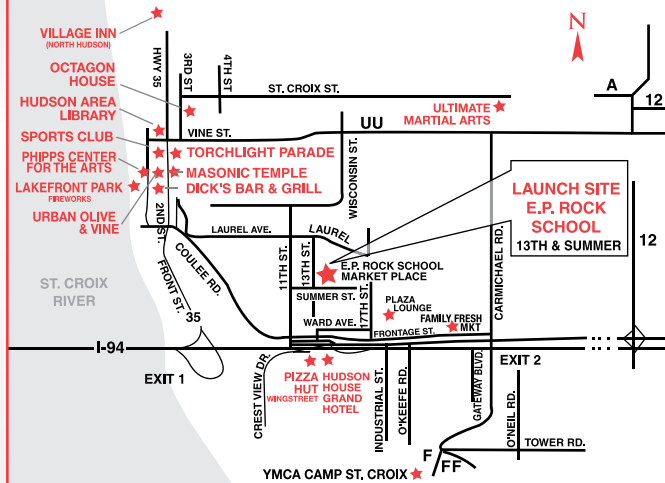 VILLAGE INN
(NORTH HUDSON)
HWY 35
3RD ST
4TH ST
N
OCTAGON
HOUSE
ST. CROIX ST.
A
12
HUDSON AREA
LIBRARY
ULTIMATE
MARTIAL ARTS
VINE ST.
UU
SPORTS CLUB
TORCHLIGHT PARADE
PHIPPS CENTER
FOR THE ARTS
MASONIC TEMPLE
LAKEFRONT PARK
FIREWORKS
DICK'S BAR & GRILL
URBAN OLIVE
& VINE
WISCONSIN ST.
LAUNCH SITE
E.P. ROCK
SCHOOL
13TH & SUMMER
2ND ST.
COULEE RD.
LAUREL AVE.
LAUREL
11TH ST.
13TH ST.
CARMICHAEL RD.
12
E.P. ROCK SCHOOL
MARKET PLACE
ST. CROIX
RIVER
FRONT ST.
SUMMER ST.
17TH ST.
PLAZA
LOUNGE
35
WARD AVE.
FAMILY FRESH
MKT
FRONTAGE ST.
I-94
EXIT 1
EXIT 2
CREST VIEW DR.
PIZZA
HUT
WINGSTREET
HUDSON
HOUSE
GRAND
HOTEL
INDUSTRIAL ST.
O'KEEFE RD.
GATEWAY BLVD.
O'NEIL RD.
TOWER RD.
F
FF
YMCA CAMP ST. CROIX